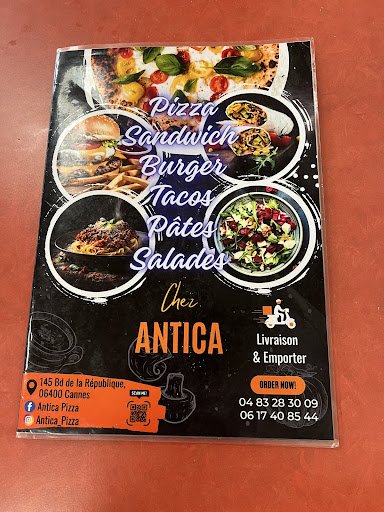 Pizza
Sandwich
Burger
Tacos
Pâtes
Salades
Chez
ANTICA
Livraison
& Emporter
ORDER NOW!
04 83 28 30 09
06 17 40 85 44
145 Bd de la République,
06400 Cannes
Antica Pizza
Antica_Pizza
SCAN ME!